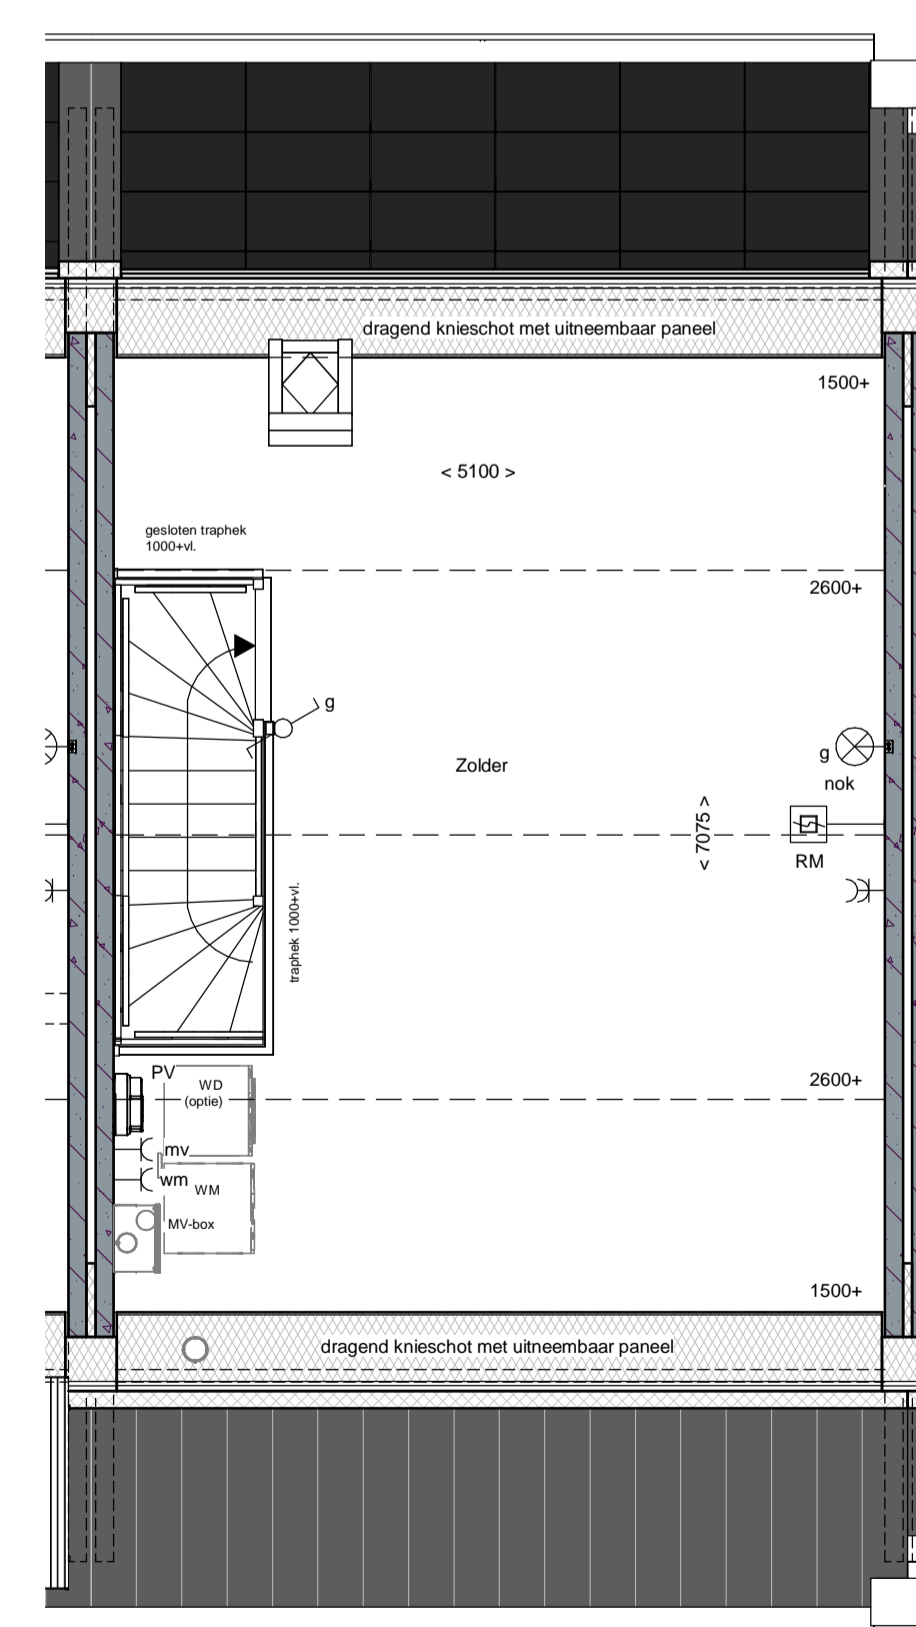 dragend knieschot met uitneembaar paneel
1500+
< 5100 >
gesloten traphek
1000+vl.
2600+
g
Zolder
g
nok
< 7075 >
RM
traphek 1000+vl.
PV
WD
(optie)
2600+
mv
wm
WM
MV-box
1500+
dragend knieschot met uitneembaar paneel